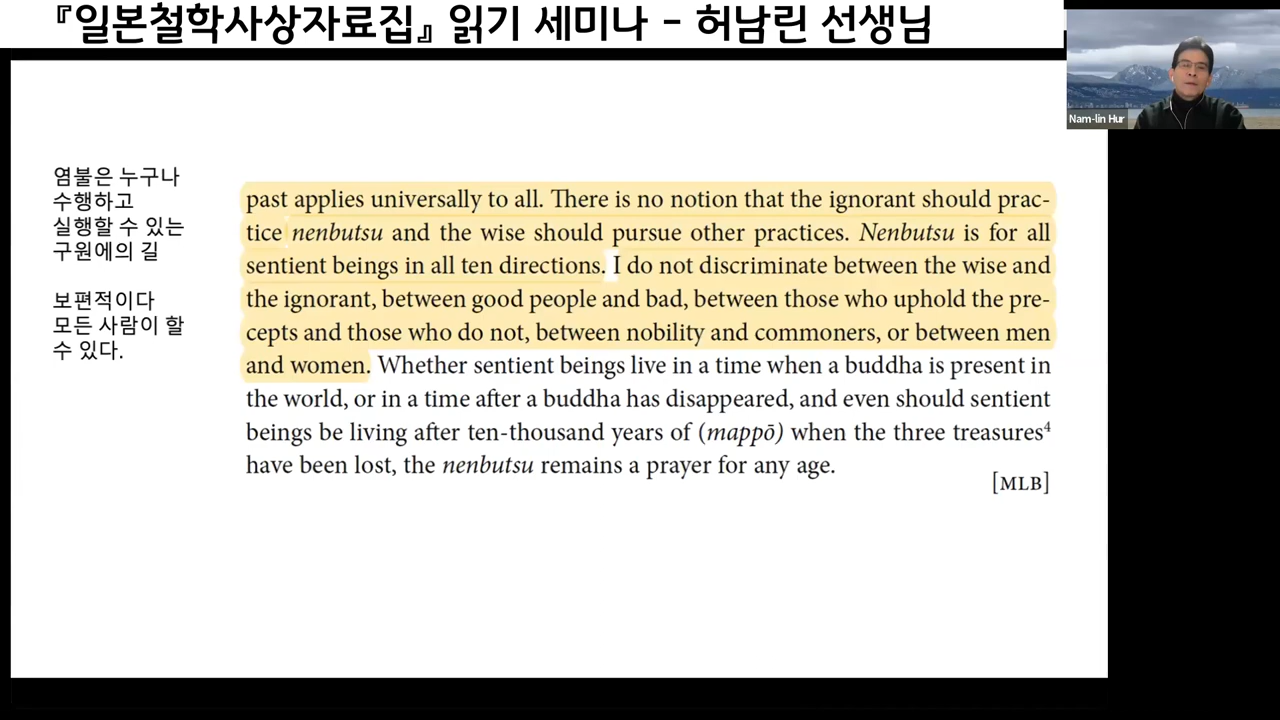 『일본철학사상자료집』 읽기 세미나 - 허남린 선생님
Nam-lin Hur
염불은 누구나
수행하고
실행할 수 있는
구원에의 길
보편적이다
모든 사람이 할
수 있다.
past applies universally to all. There is no notion that the ignorant should prac-
tice nenbutsu and the wise should pursue other practices. Nenbutsu is for all
sentient beings in all ten directions. I do not discriminate between the wise and
the ignorant, between good people and bad, between those who uphold the pre-
cepts and those who do not, between nobility and commoners, or between men
and women. Whether sentient beings live in a time when a buddha is present in
the world, or in a time after a buddha has disappeared, and even should sentient
beings be living after ten-thousand years of (mappō) when the three treasures⁴
have been lost, the nenbutsu remains a prayer for any age.
[MLB]